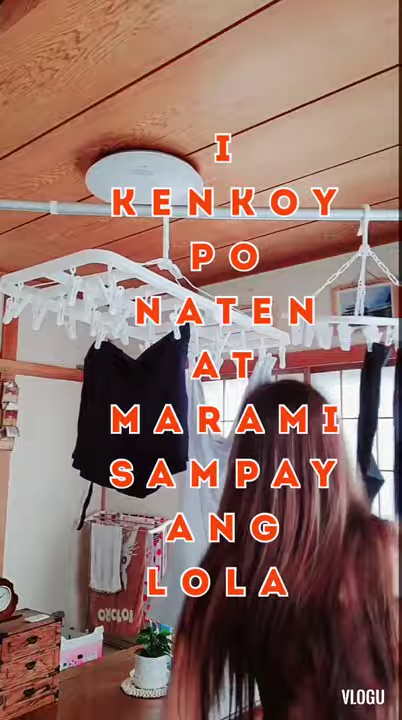 I
KENKOY
PO
NATEN
AT
MARAMI
SAMPAY
ANG
LOLA
VLOGU